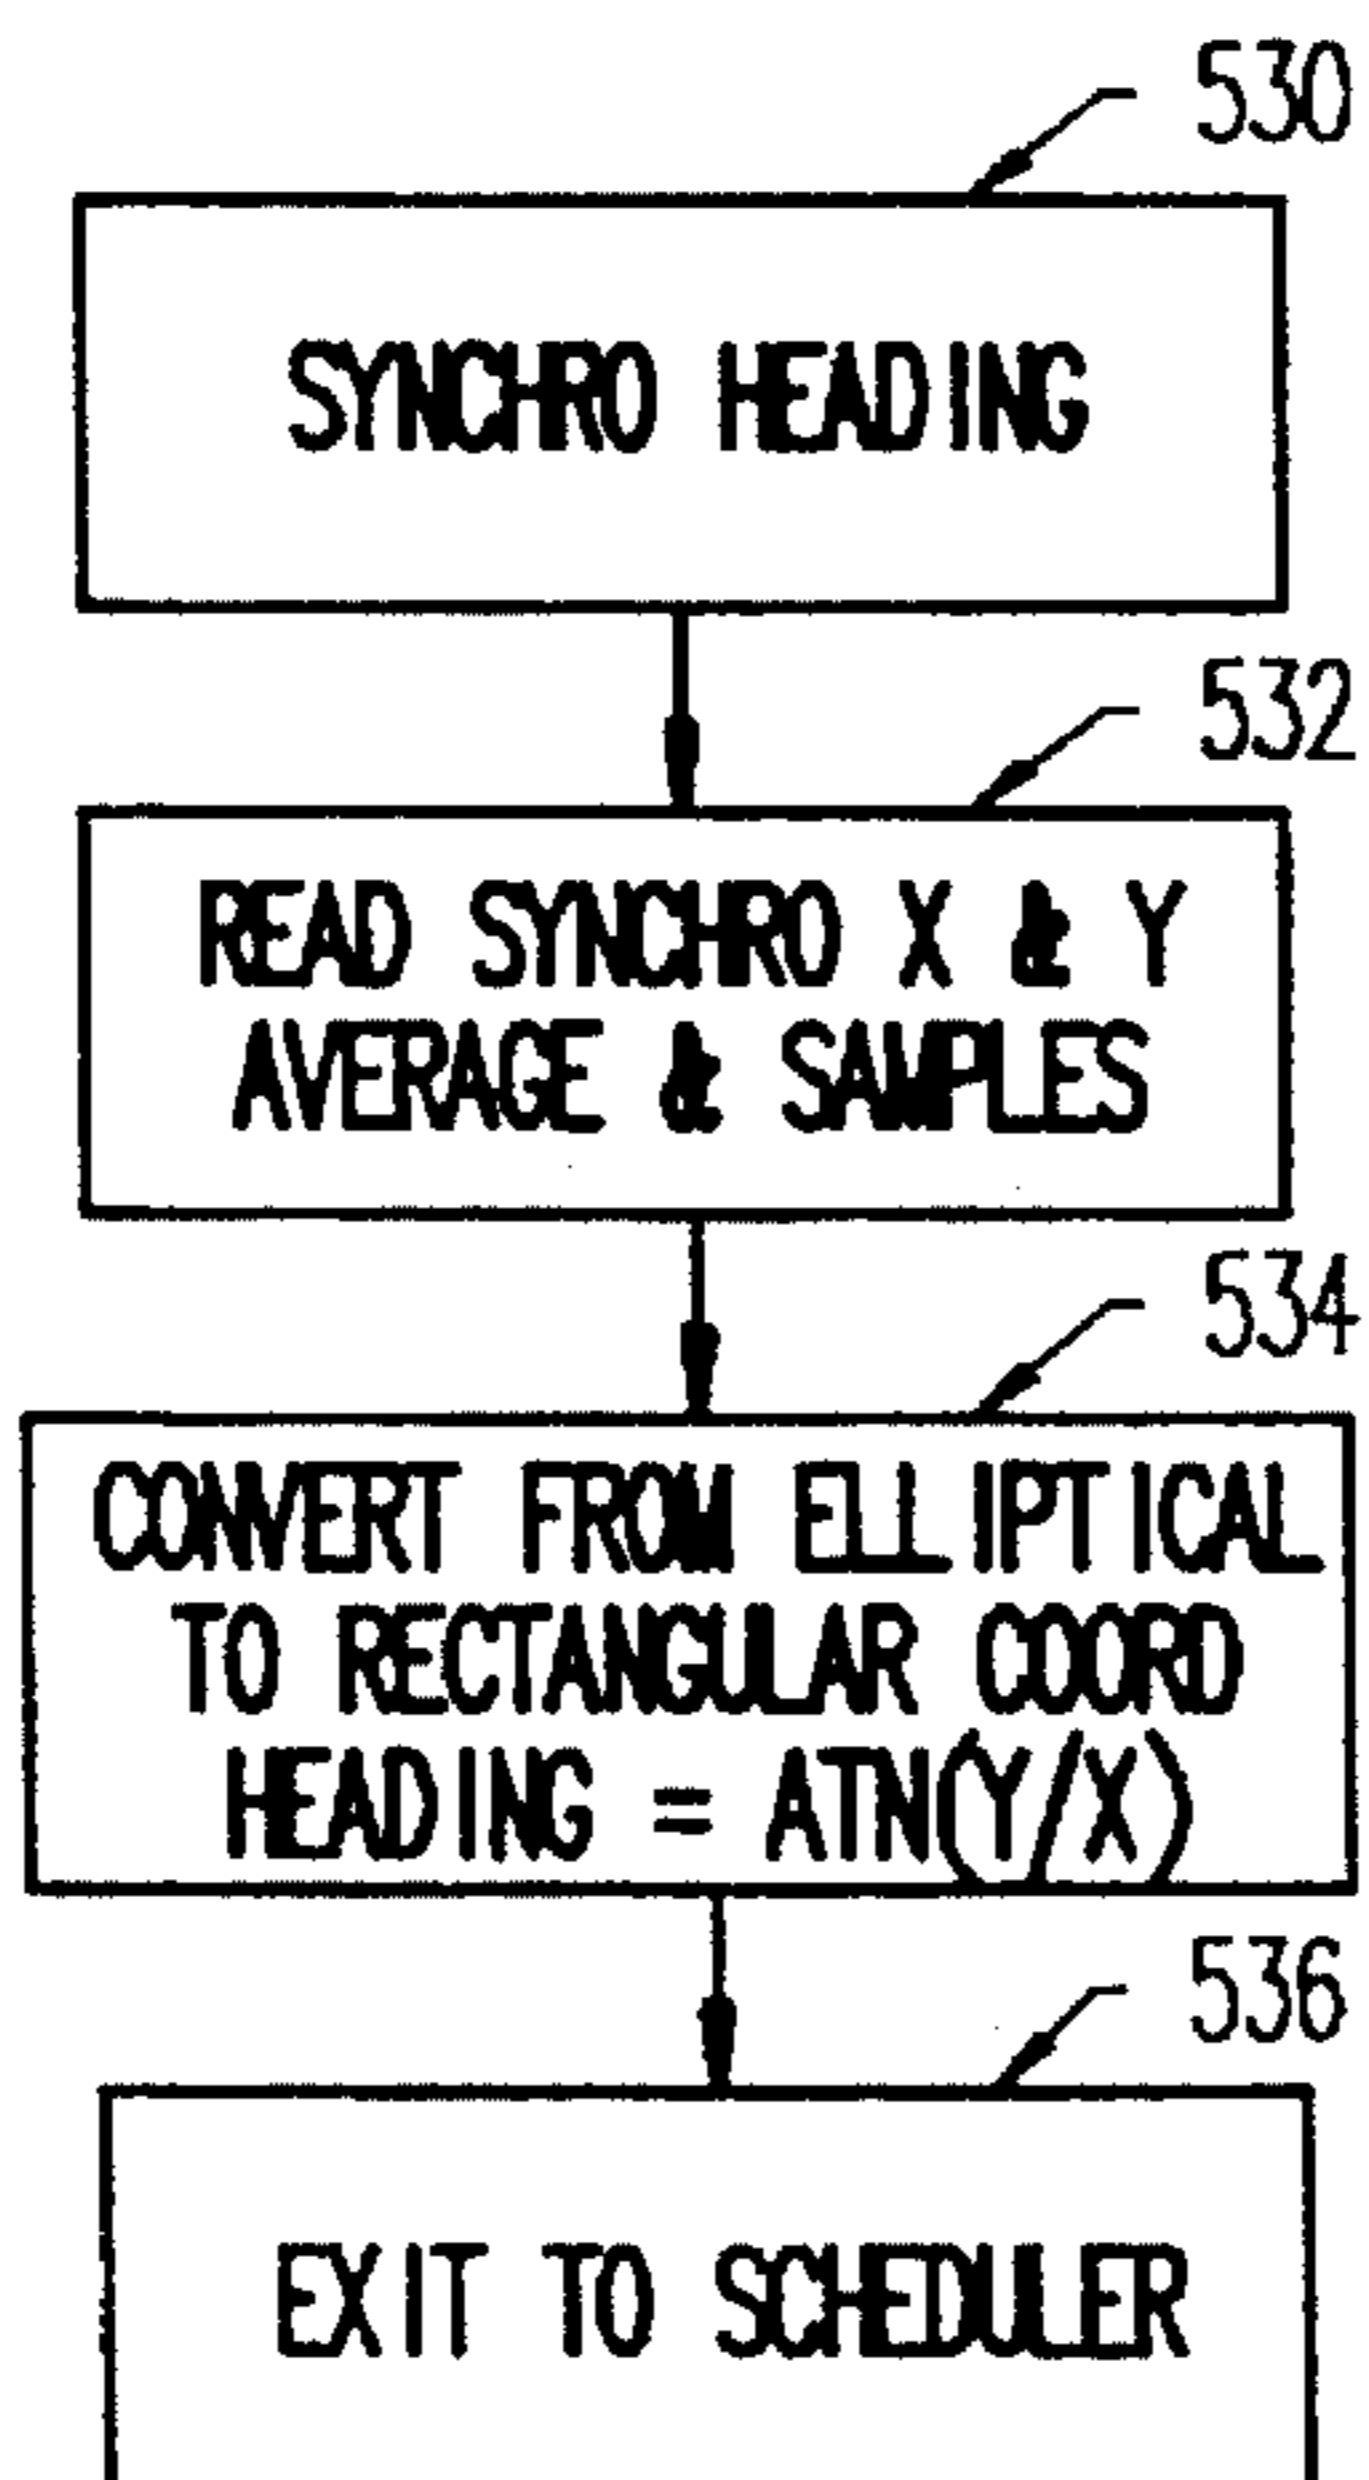 530
SYNCHRO HEADING
532
READ SYNCHRO X & Y
AVERAGE & SAMPLES
534
CONVERT FROM ELLIPTICAL
TO RECTANGULAR COORD
HEADING = ATN(Y/X)
536
EXIT TO SCHEDULER